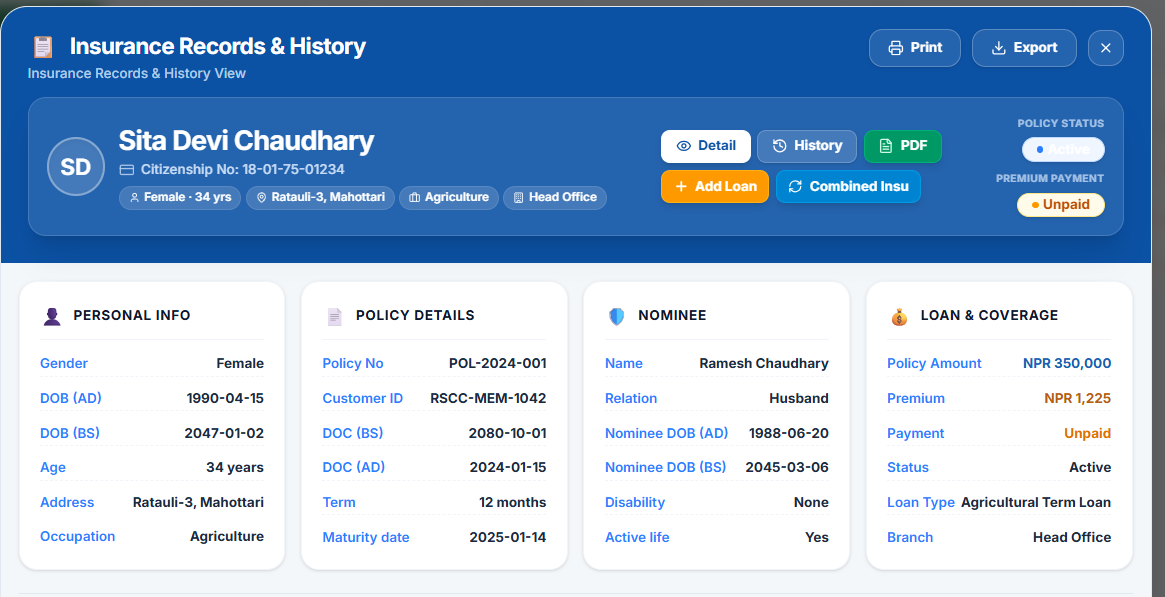 Insurance Records & History
Insurance Records & History View
Print
Export
SD
Sita Devi Chaudhary
Citizenship No: 18-01-75-01234
Female · 34 yrs
Ratauli-3, Mahottari
Agriculture
Head Office
Detail
History
PDF
+ Add Loan
Combined Insu
POLICY STATUS
Active
PREMIUM PAYMENT
Unpaid
PERSONAL INFO
Gender Female
DOB (AD) 1990-04-15
DOB (BS) 2047-01-02
Age 34 years
Address Ratauli-3, Mahottari
Occupation Agriculture
POLICY DETAILS
Policy No POL-2024-001
Customer ID RSCC-MEM-1042
DOC (BS) 2080-10-01
DOC (AD) 2024-01-15
Term 12 months
Maturity date 2025-01-14
NOMINEE
Name Ramesh Chaudhary
Relation Husband
Nominee DOB (AD) 1988-06-20
Nominee DOB (BS) 2045-03-06
Disability None
Active life Yes
LOAN & COVERAGE
Policy Amount NPR 350,000
Premium NPR 1,225
Payment Unpaid
Status Active
Loan Type Agricultural Term Loan
Branch Head Office